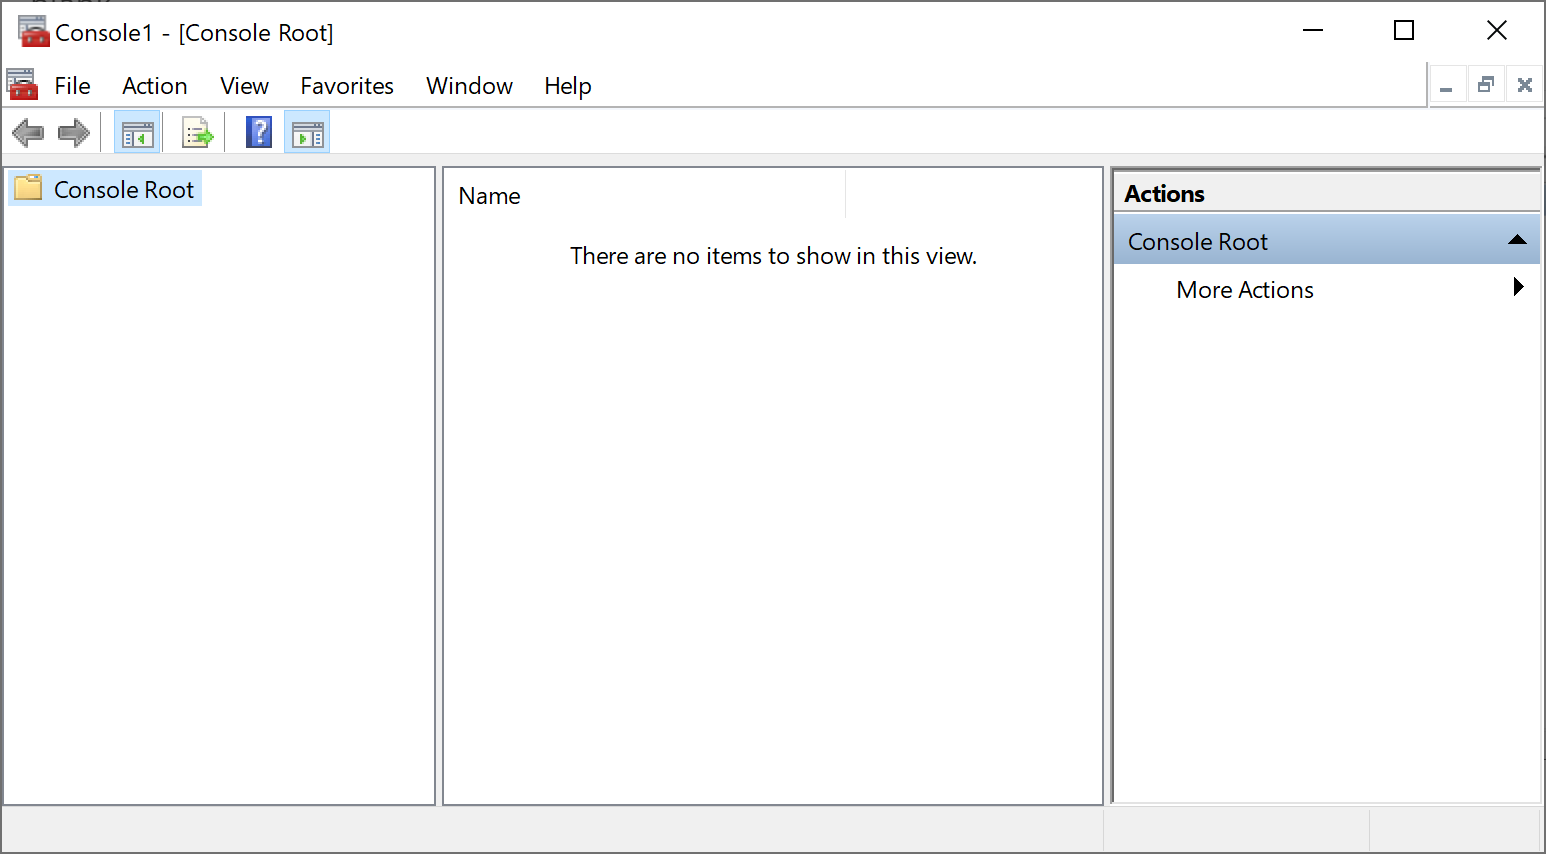 Console1 - [Console Root]
File Action View Favorites Window Help
?
Console Root
Name
There are no items to show in this view.
Actions
Console Root
More Actions